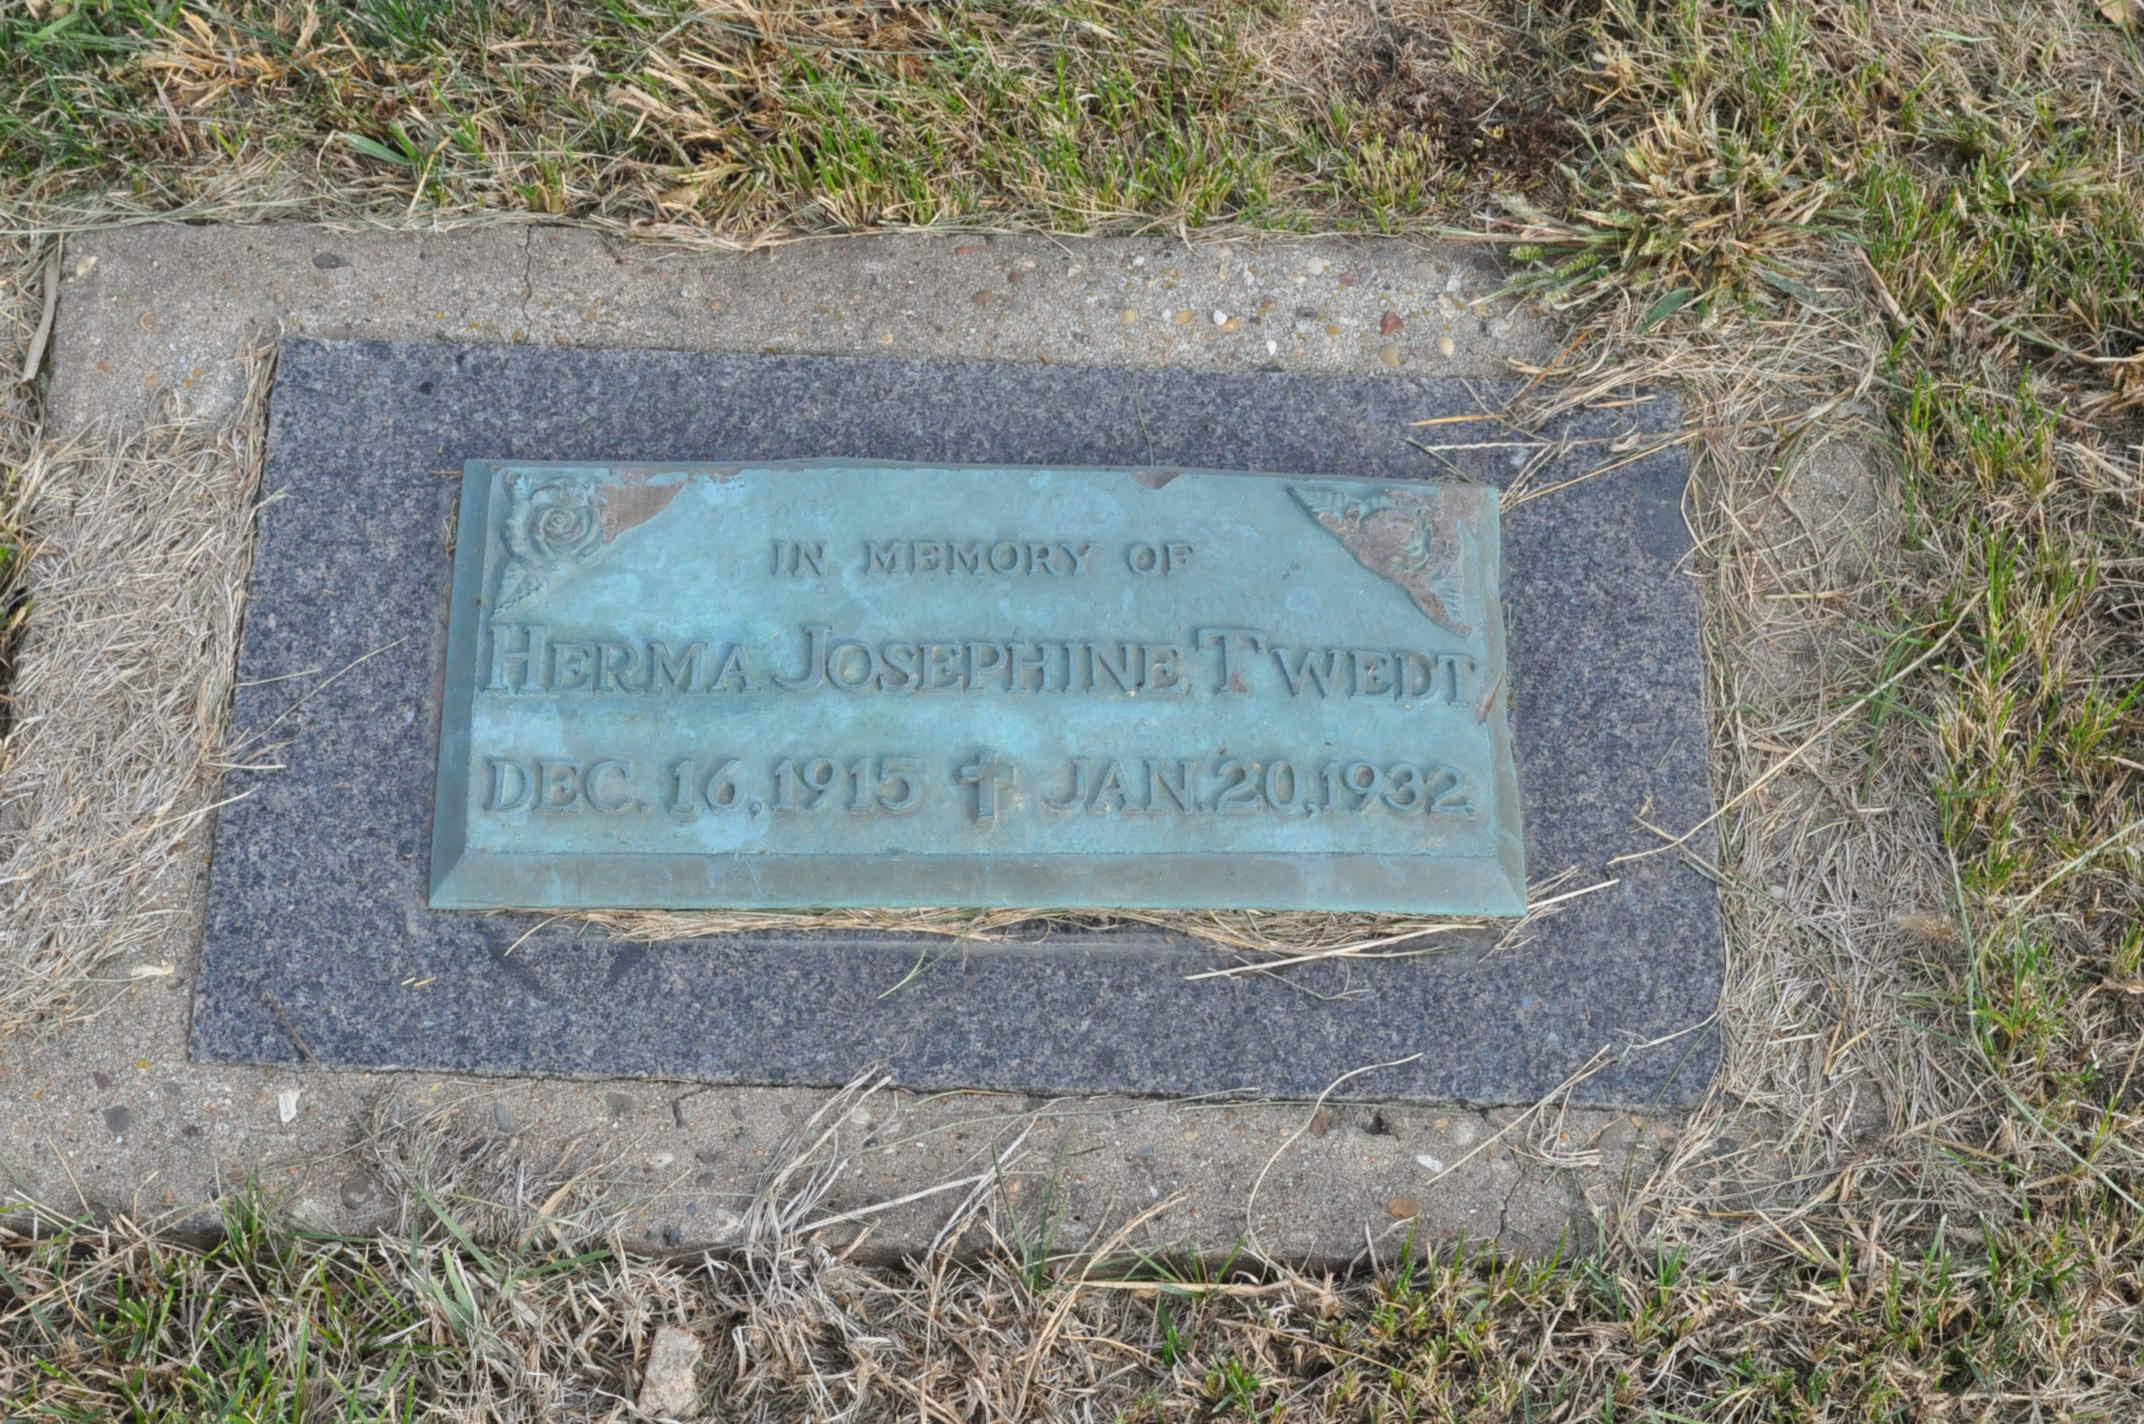 IN MEMORY OF
HERMA JOSEPHINE TWEDT
DEC. 16, 1915 ✝ JAN. 20, 1932